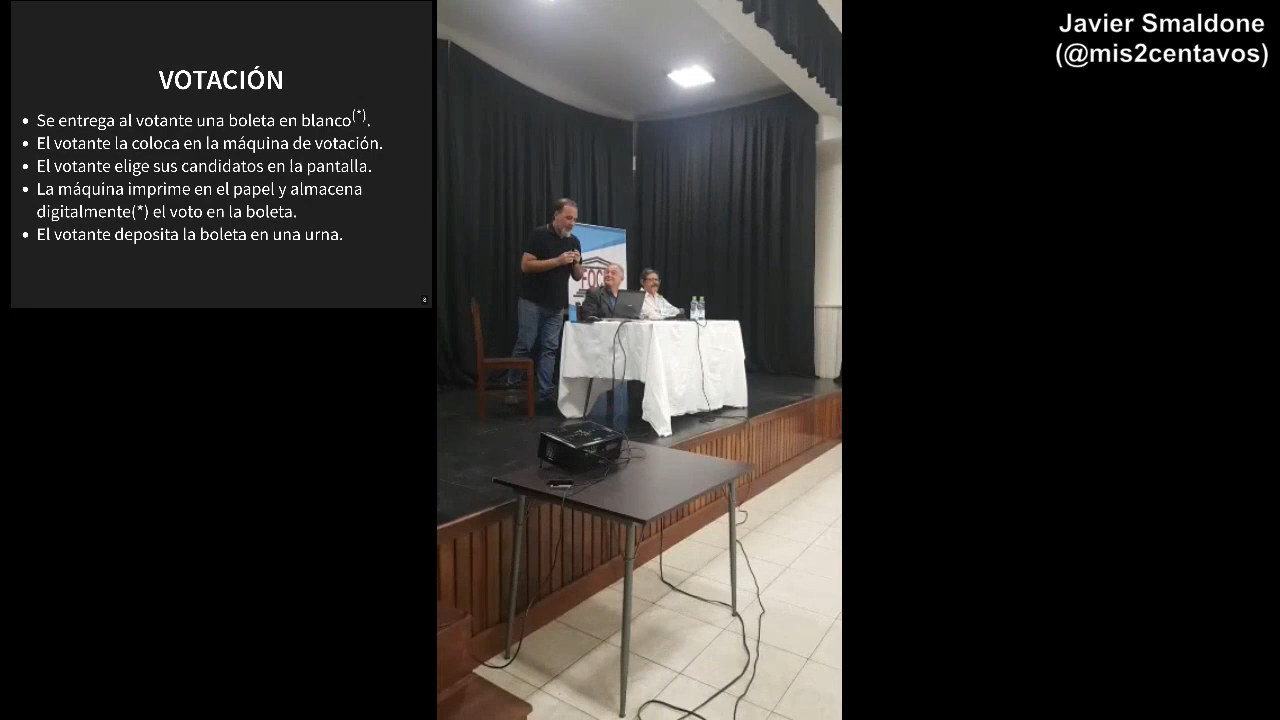 VOTACIÓN
• Se entrega al votante una boleta en blanco(*).
• El votante la coloca en la máquina de votación.
• El votante elige sus candidatos en la pantalla.
• La máquina imprime en el papel y almacena
digitalmente(*) el voto en la boleta.
• El votante deposita la boleta en una urna.
8
Javier Smaldone
(@mis2centavos)